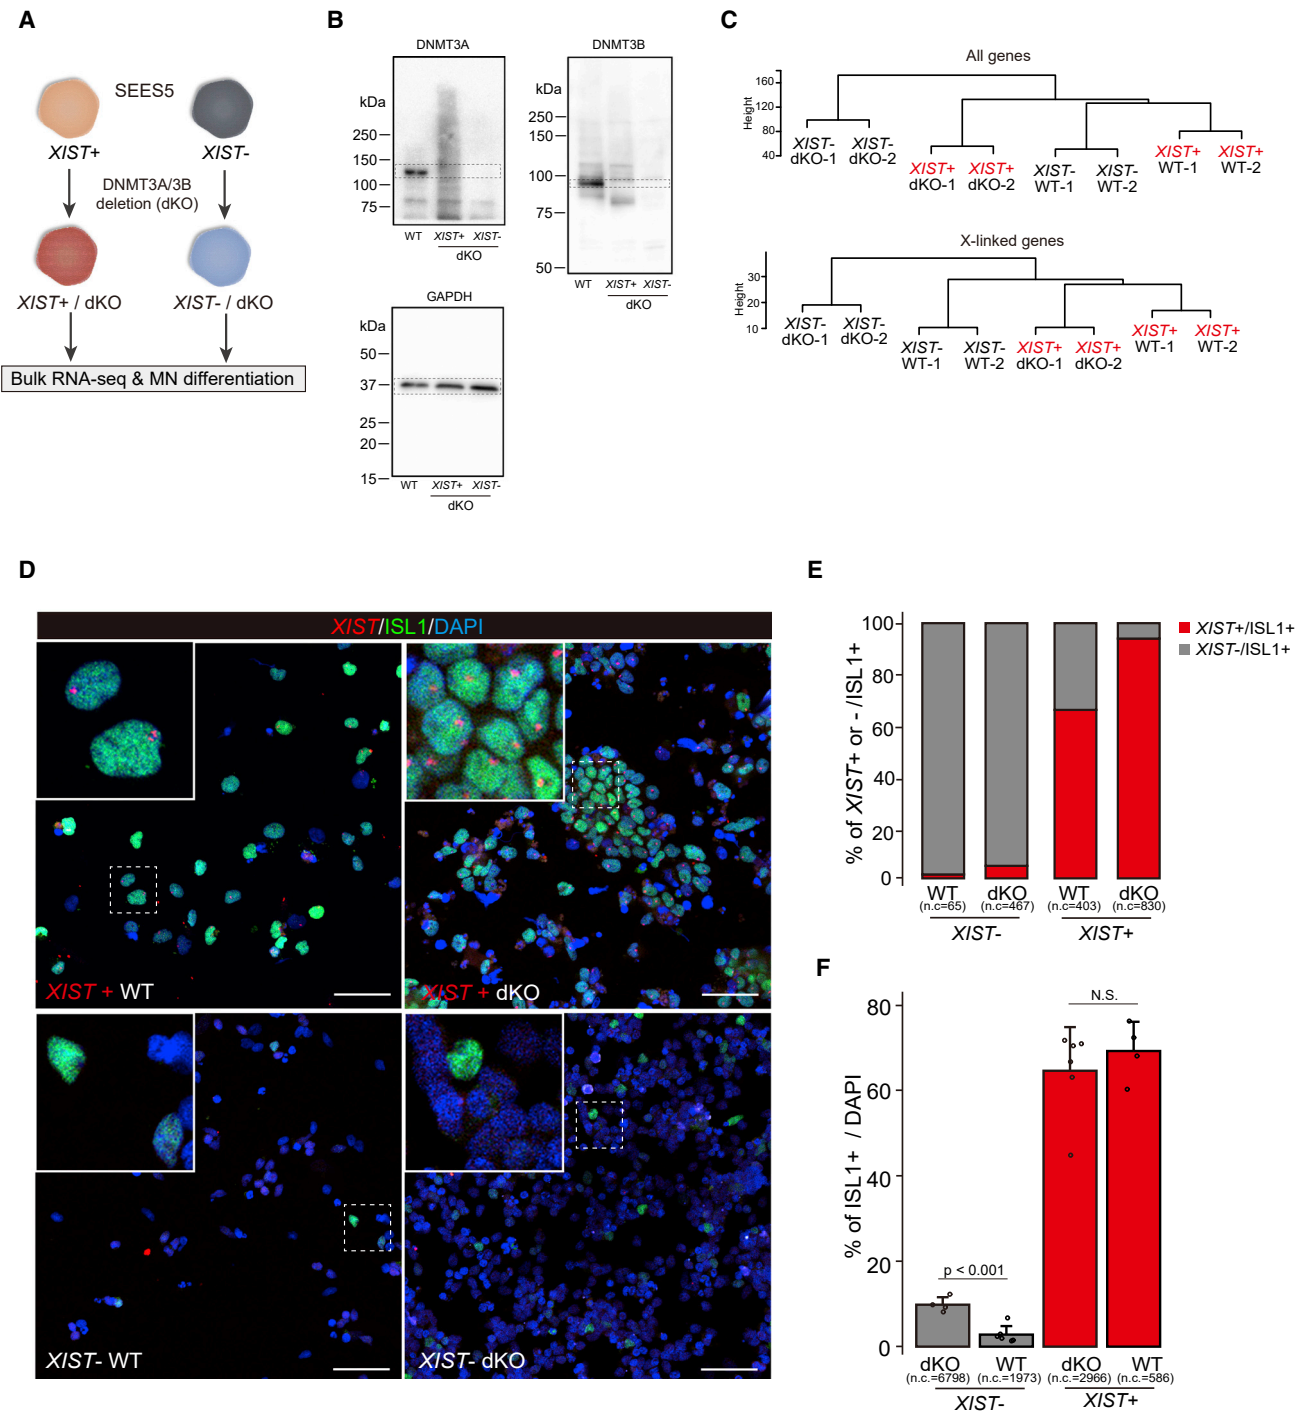 A
SEES5
XIST+
XIST-
DNMT3A/3B
deletion (dKO)
XIST+ / dKO
XIST- / dKO
Bulk RNA-seq & MN differentiation
B
DNMT3A
kDa
250
150
100
75
WT
XIST+
XIST-
dKO
DNMT3B
kDa
250
150
100
75
50
WT
XIST+
XIST-
dKO
GAPDH
kDa
50
37
25
20
15
WT
XIST+
XIST-
dKO
C
All genes
Height
160
120
80
40
XIST-
dKO-1
XIST-
dKO-2
XIST+
dKO-1
XIST+
dKO-2
XIST-
WT-1
XIST-
WT-2
XIST+
WT-1
XIST+
WT-2
X-linked genes
Height
30
20
10
XIST-
dKO-1
XIST-
dKO-2
XIST-
WT-1
XIST-
WT-2
XIST+
dKO-1
XIST+
dKO-2
XIST+
WT-1
XIST+
WT-2
D
XIST/ISL1/DAPI
XIST + WT
XIST + dKO
XIST- WT
XIST- dKO
E
% of XIST+ or - /ISL1+
100
80
60
40
20
0
XIST+/ISL1+
XIST-/ISL1+
WT
(n.c=65)
dKO
(n.c=467)
WT
(n.c=403)
dKO
(n.c=830)
XIST-
XIST+
F
% of ISL1+ / DAPI
80
60
40
20
0
N.S.
p < 0.001
dKO
(n.c.=6798)
WT
(n.c.=1973)
dKO
(n.c.=2966)
WT
(n.c.=586)
XIST-
XIST+